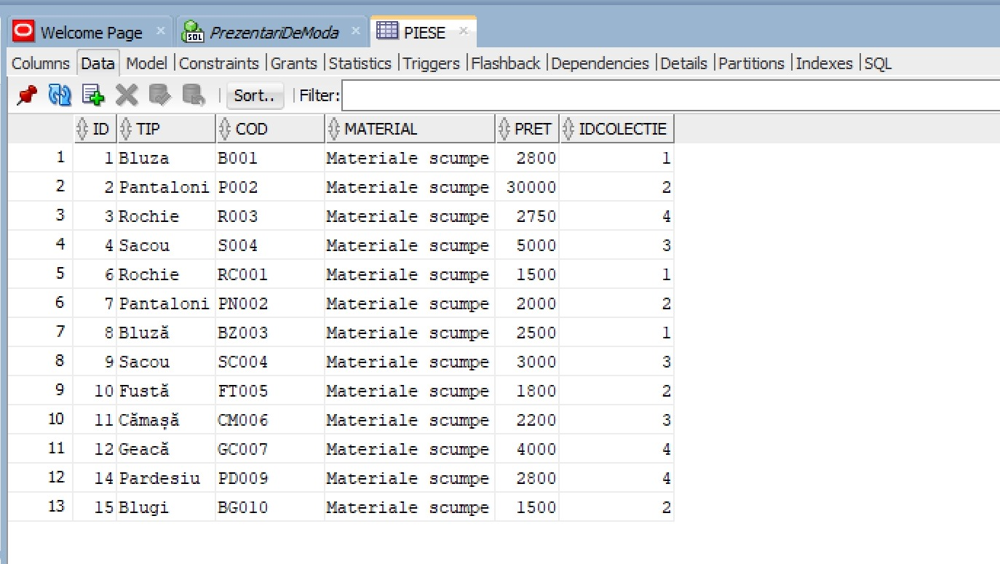 Welcome Page PrezentariDeModa PIESE
Columns Data Model Constraints Grants Statistics Triggers Flashback Dependencies Details Partitions Indexes SQL
Sort.. Filter:
ID TIP COD MATERIAL PRET IDCOLECTIE
1 1 Bluza B001 Materiale scumpe 2800 1
2 2 Pantaloni P002 Materiale scumpe 30000 2
3 3 Rochie R003 Materiale scumpe 2750 4
4 4 Sacou S004 Materiale scumpe 5000 3
5 6 Rochie RC001 Materiale scumpe 1500 1
6 7 Pantaloni PN002 Materiale scumpe 2000 2
7 8 Bluză BZ003 Materiale scumpe 2500 1
8 9 Sacou SC004 Materiale scumpe 3000 3
9 10 Fustă FT005 Materiale scumpe 1800 2
10 11 Cămașă CM006 Materiale scumpe 2200 3
11 12 Geacă GC007 Materiale scumpe 4000 4
12 14 Pardesiu PD009 Materiale scumpe 2800 4
13 15 Blugi BG010 Materiale scumpe 1500 2